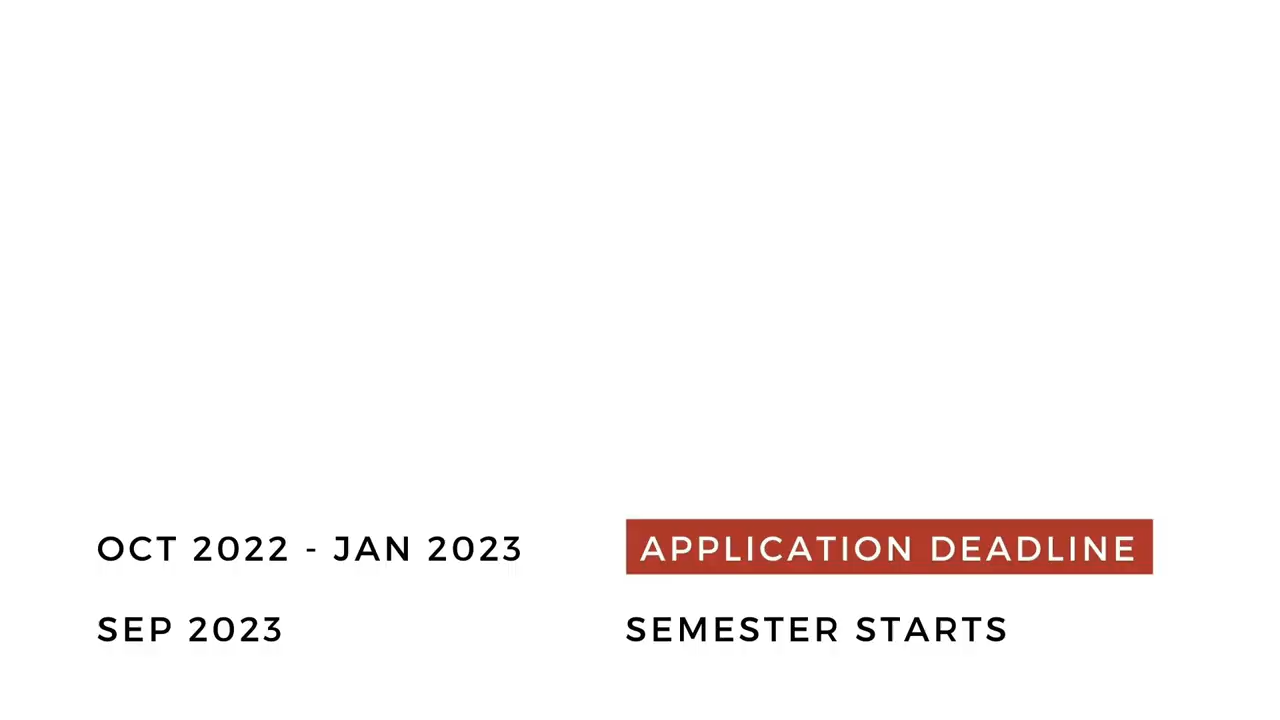 OCT 2022 - JAN 2023 APPLICATION DEADLINE
SEP 2023 SEMESTER STARTS